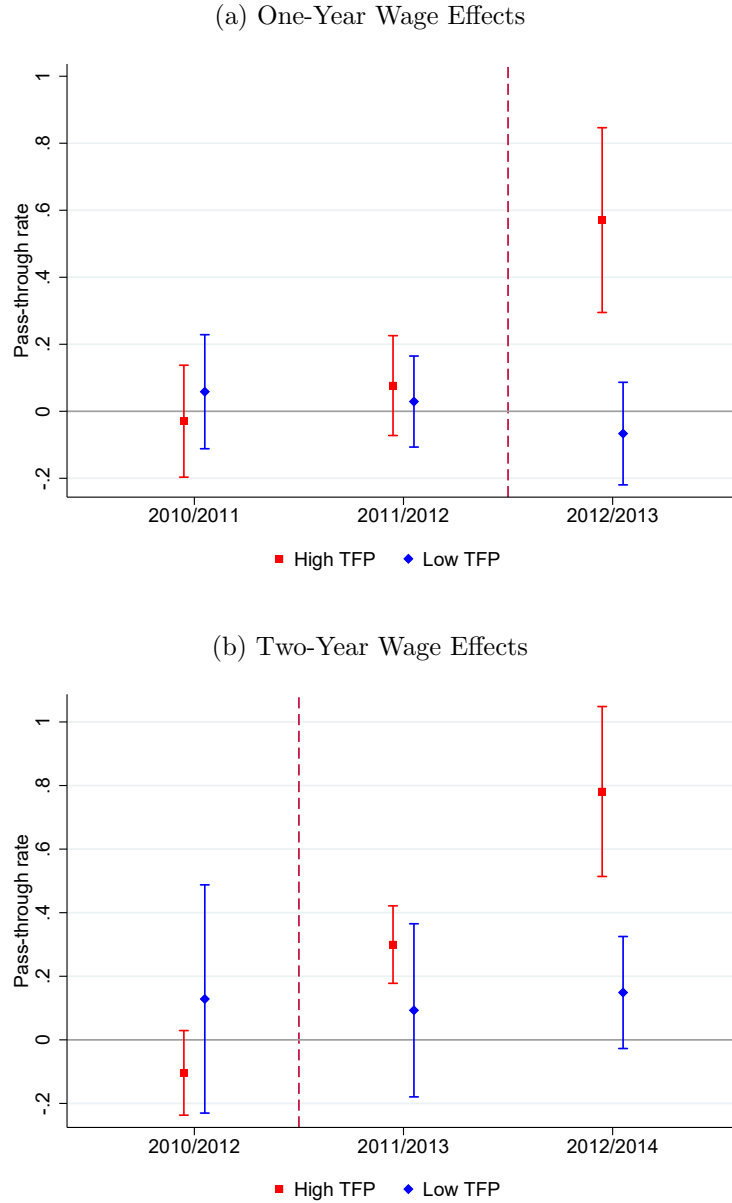 (a) One-Year Wage Effects
1
.8
.6
.4
.2
0
-.2
Pass-through rate
2010/2011 2011/2012 2012/2013
High TFP Low TFP
(b) Two-Year Wage Effects
1
.8
.6
.4
.2
0
-.2
Pass-through rate
2010/2012 2011/2013 2012/2014
High TFP Low TFP